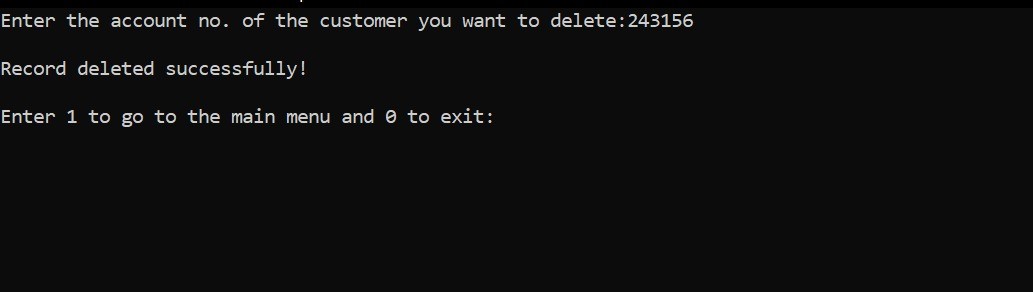 Enter the account no. of the customer you want to delete:243156
Record deleted successfully!
Enter 1 to go to the main menu and 0 to exit: